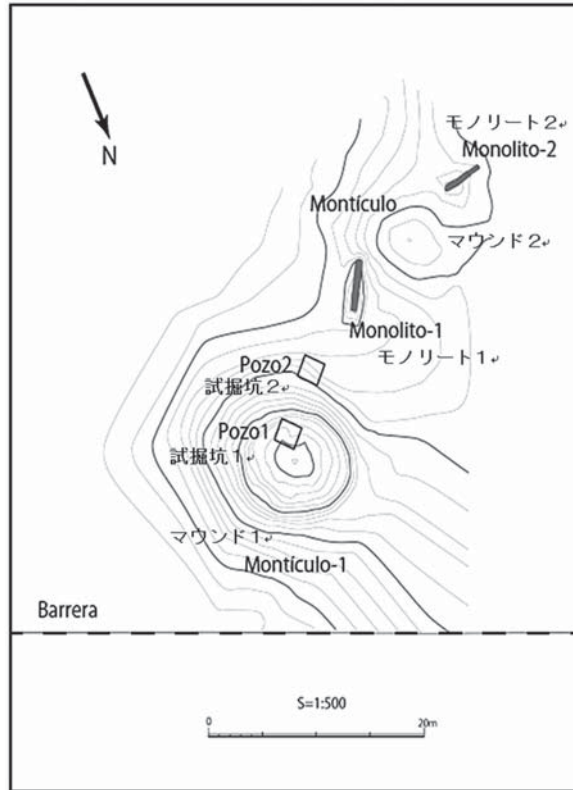 モノリート2
Monolito-2
N
Montículo
マウンド2
Monolito-1
モノリート1
Pozo2
試掘坑2
Pozo1
試掘坑1
マウンド1
Montículo-1
Barrera
S=1:500
0
20m